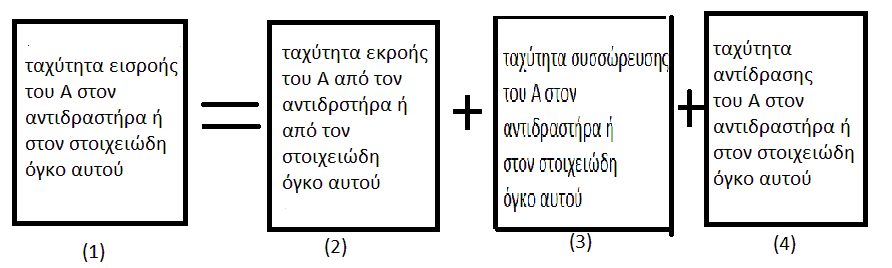 ταχύτητα εισροής
του Α στον
αντιδραστήρα ή
στον στοιχειώδη
όγκο αυτού
=
ταχύτητα εκροής
του Α από τον
αντιδρστήρα ή
από τον
στοιχειώδη
όγκο αυτού
+
ταχύτητα συσσώρευσης
του Α στον
αντιδραστήρα ή
στον στοιχειώδη
όγκο αυτού
+
ταχύτητα
αντίδρασης
του Α στον
αντιδραστήρα ή
στον στοιχειώδη
όγκο αυτού
(1)
(2)
(3)
(4)